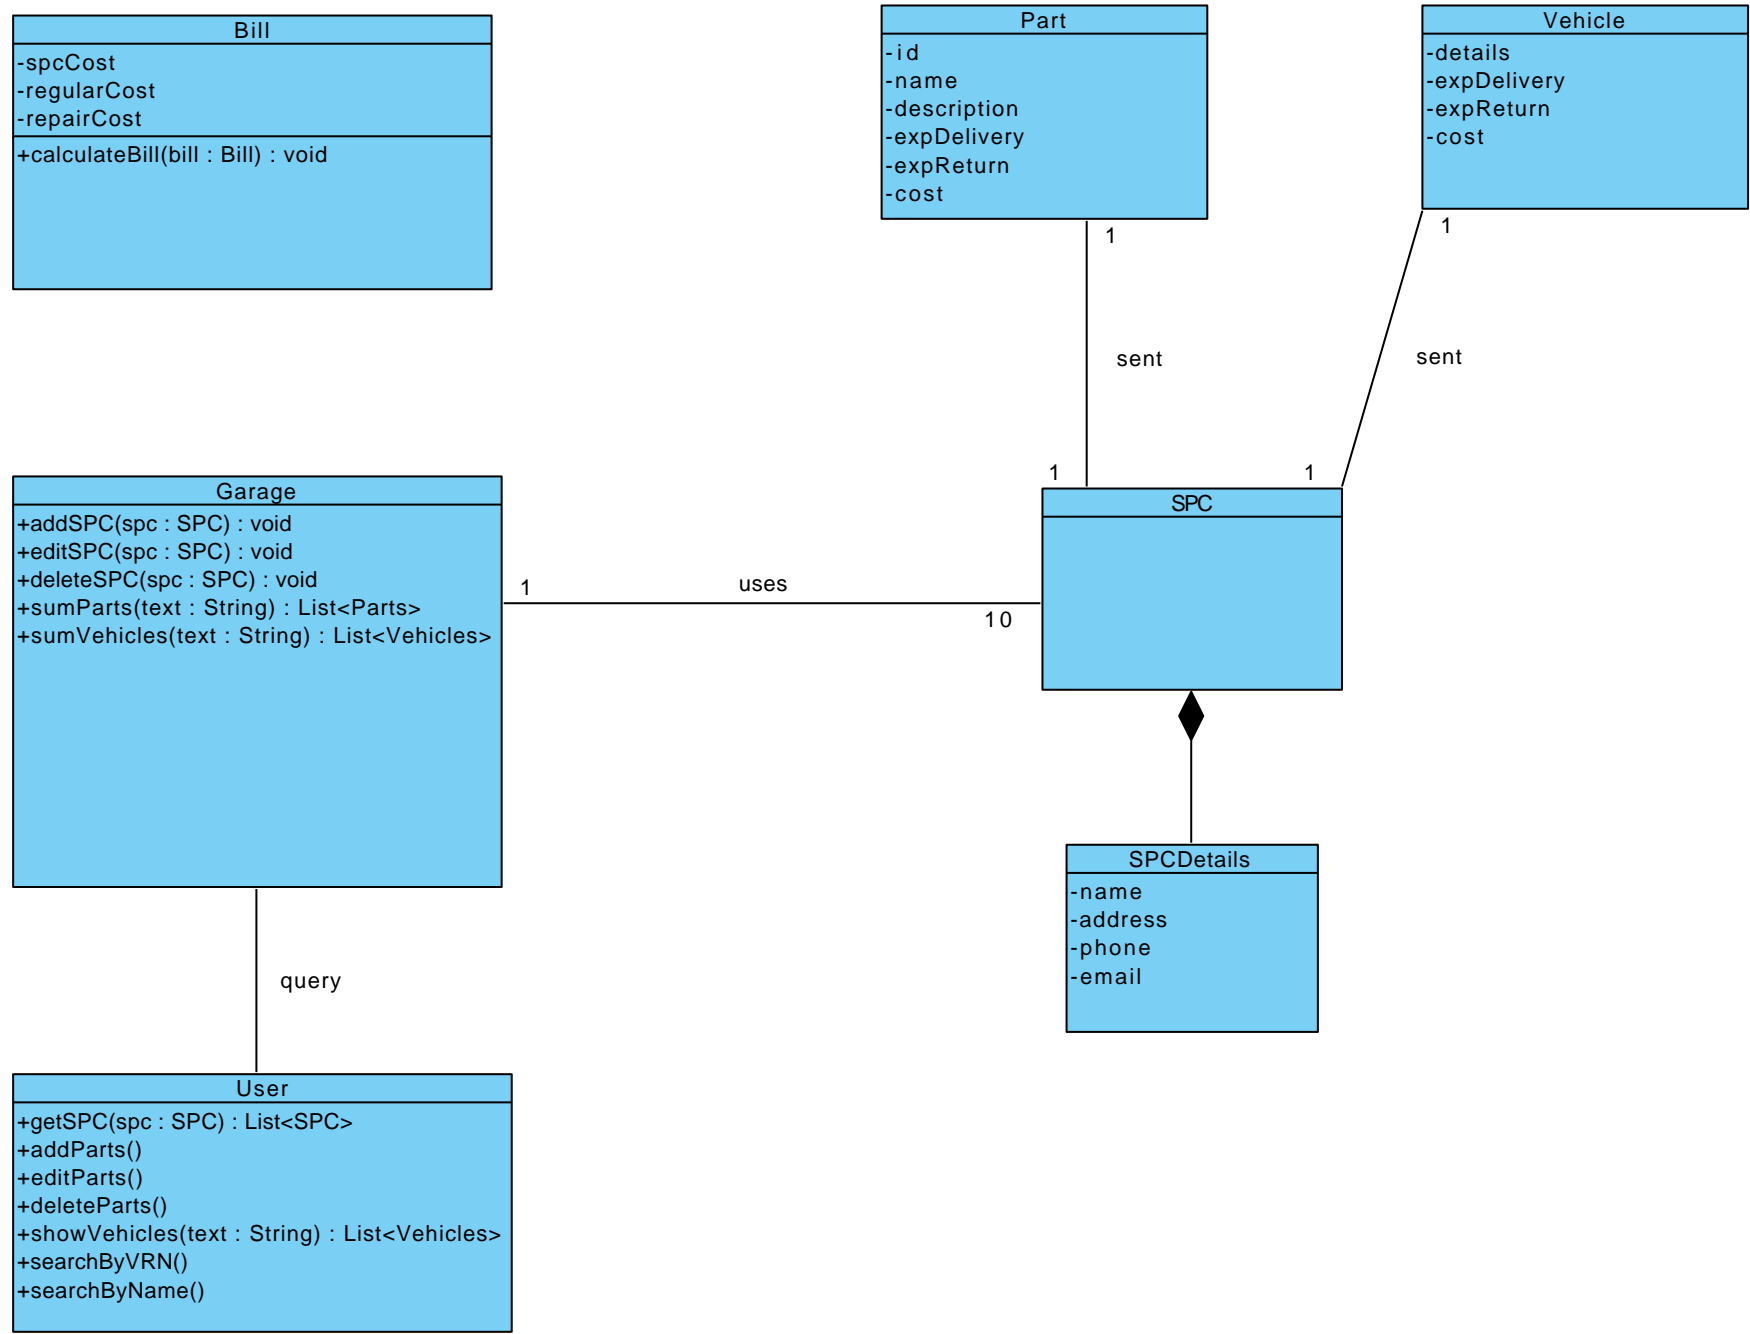 Bill
-spcCost
-regularCost
-repairCost
+calculateBill(bill : Bill) : void
Part
-id
-name
-description
-expDelivery
-expReturn
-cost
Vehicle
-details
-expDelivery
-expReturn
-cost
1
1
sent
sent
1
1
Garage
+addSPC(spc : SPC) : void
+editSPC(spc : SPC) : void
+deleteSPC(spc : SPC) : void
+sumParts(text : String) : List<Parts>
+sumVehicles(text : String) : List<Vehicles>
1
uses
10
SPC
SPCDetails
-name
-address
-phone
-email
query
User
+getSPC(spc : SPC) : List<SPC>
+addParts()
+editParts()
+deleteParts()
+showVehicles(text : String) : List<Vehicles>
+searchByVRN()
+searchByName()